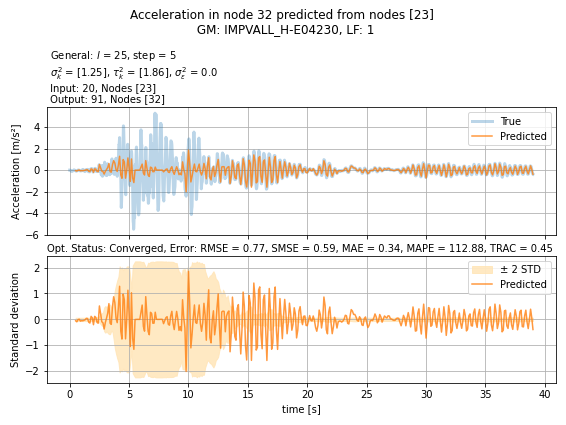 Acceleration in node 32 predicted from nodes [23]
GM: IMPVALL_H-E04230, LF: 1
General: l = 25, step = 5
σ²ₖ = [1.25], τ²ₖ = [1.86], σ²ε = 0.0
Input: 20, Nodes [23]
Output: 91, Nodes [32]
True
Predicted
Acceleration [m/s²]
4
2
0
−2
−4
−6
Opt. Status: Converged, Error: RMSE = 0.77, SMSE = 0.59, MAE = 0.34, MAPE = 112.88, TRAC = 0.45
± 2 STD
Predicted
Standard deviation
2
1
0
−1
−2
0 5 10 15 20 25 30 35 40
time [s]